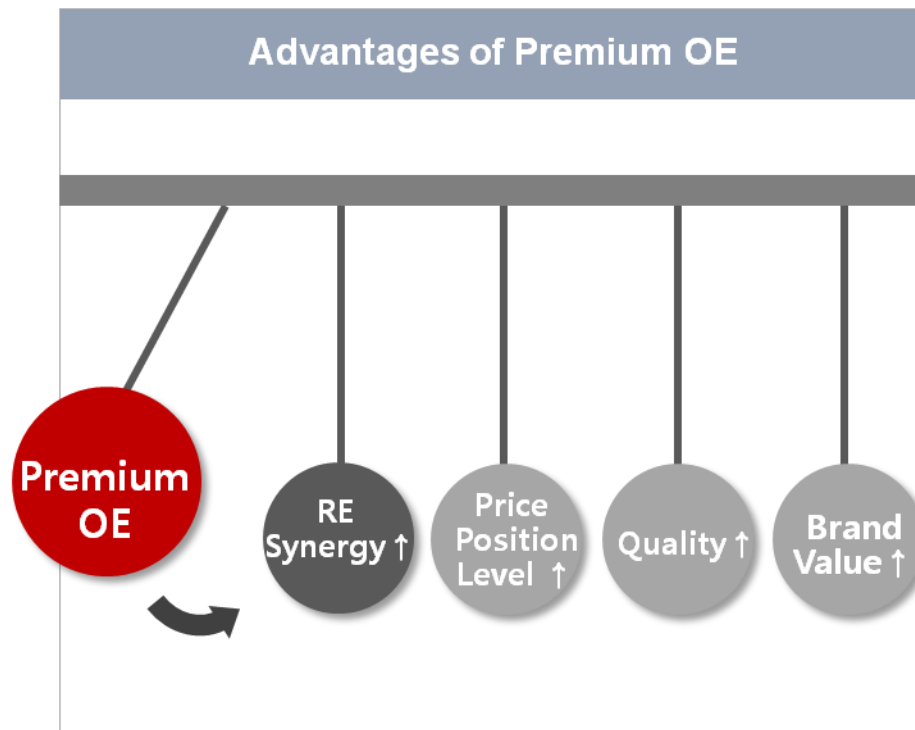 Advantages of Premium OE
Premium
OE
RE
Synergy ↑
Price
Position
Level ↑
Quality ↑
Brand
Value ↑